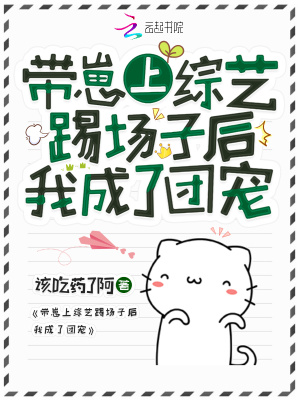 云起书院
带崽上综艺
踢场子后
我成了团宠
该吃药了阿著
《带崽上综艺踢场子后
我成了团宠》